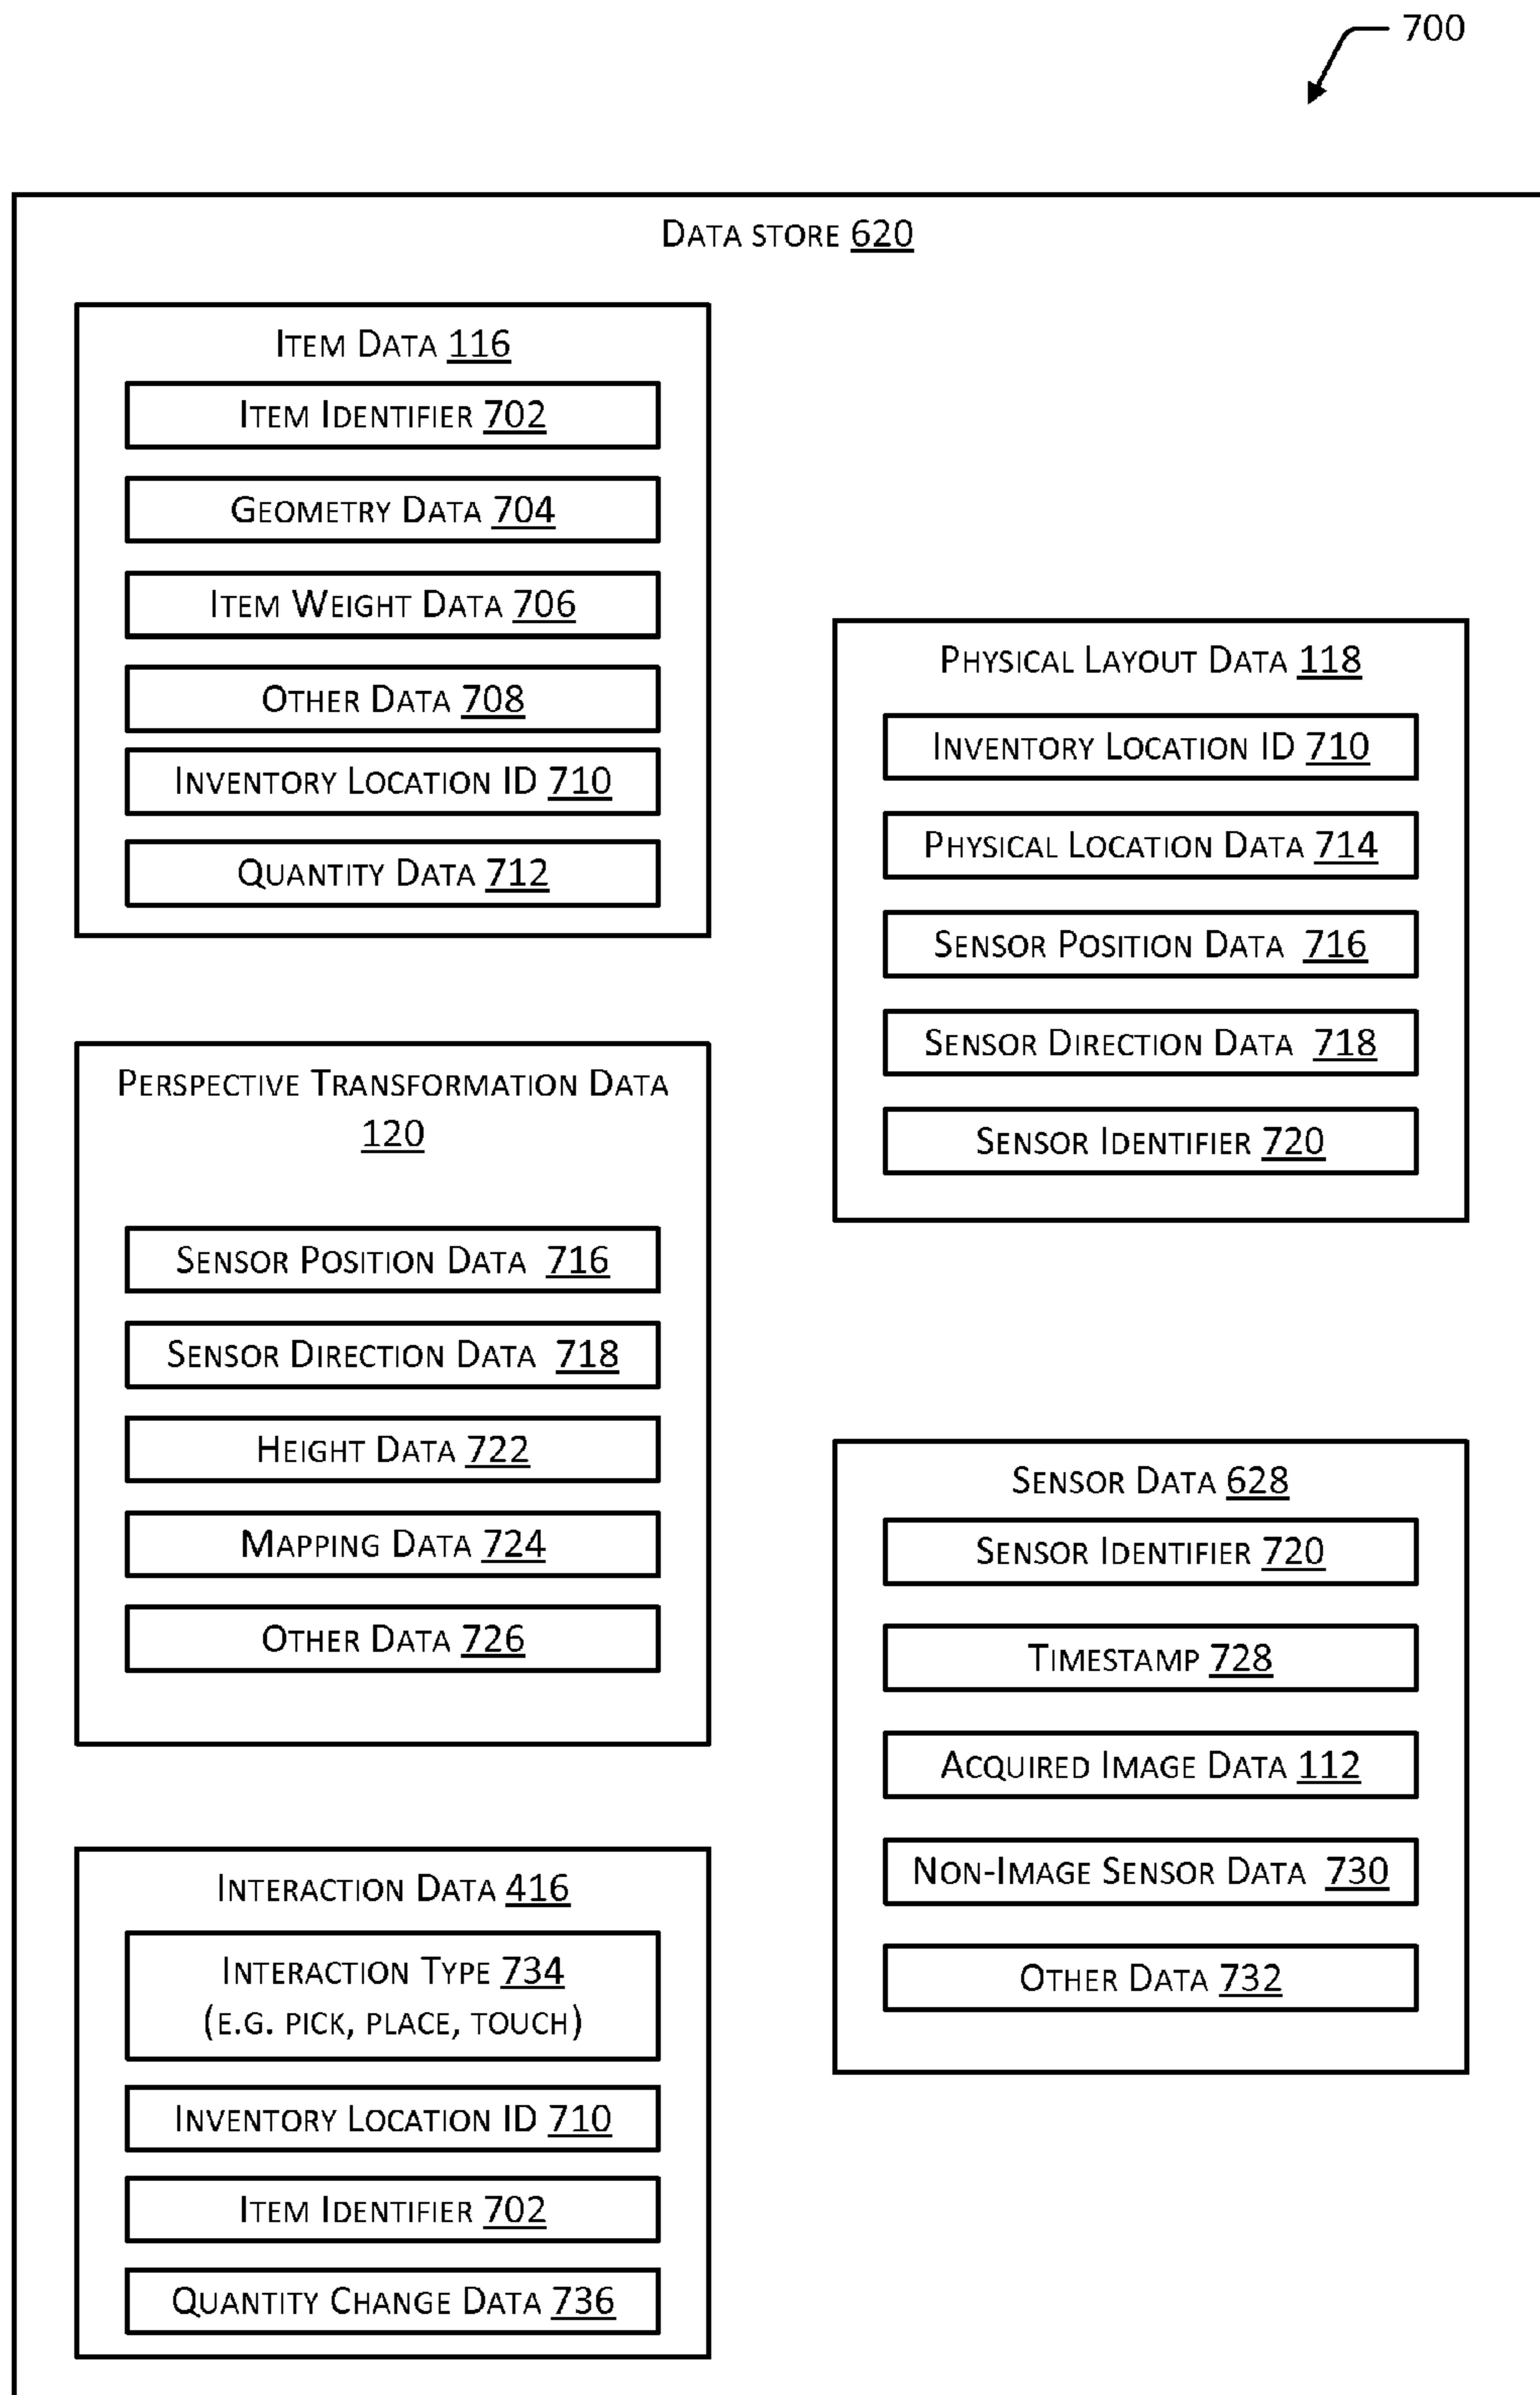 700
Data store 620
Item Data 116
Item Identifier 702
Geometry Data 704
Item Weight Data 706
Other Data 708
Inventory Location ID 710
Quantity Data 712
Perspective Transformation Data
120
Sensor Position Data 716
Sensor Direction Data 718
Height Data 722
Mapping Data 724
Other Data 726
Interaction Data 416
Interaction Type 734
(e.g. pick, place, touch)
Inventory Location ID 710
Item Identifier 702
Quantity Change Data 736
Physical Layout Data 118
Inventory Location ID 710
Physical Location Data 714
Sensor Position Data 716
Sensor Direction Data 718
Sensor Identifier 720
Sensor Data 628
Sensor Identifier 720
Timestamp 728
Acquired Image Data 112
Non-Image Sensor Data 730
Other Data 732